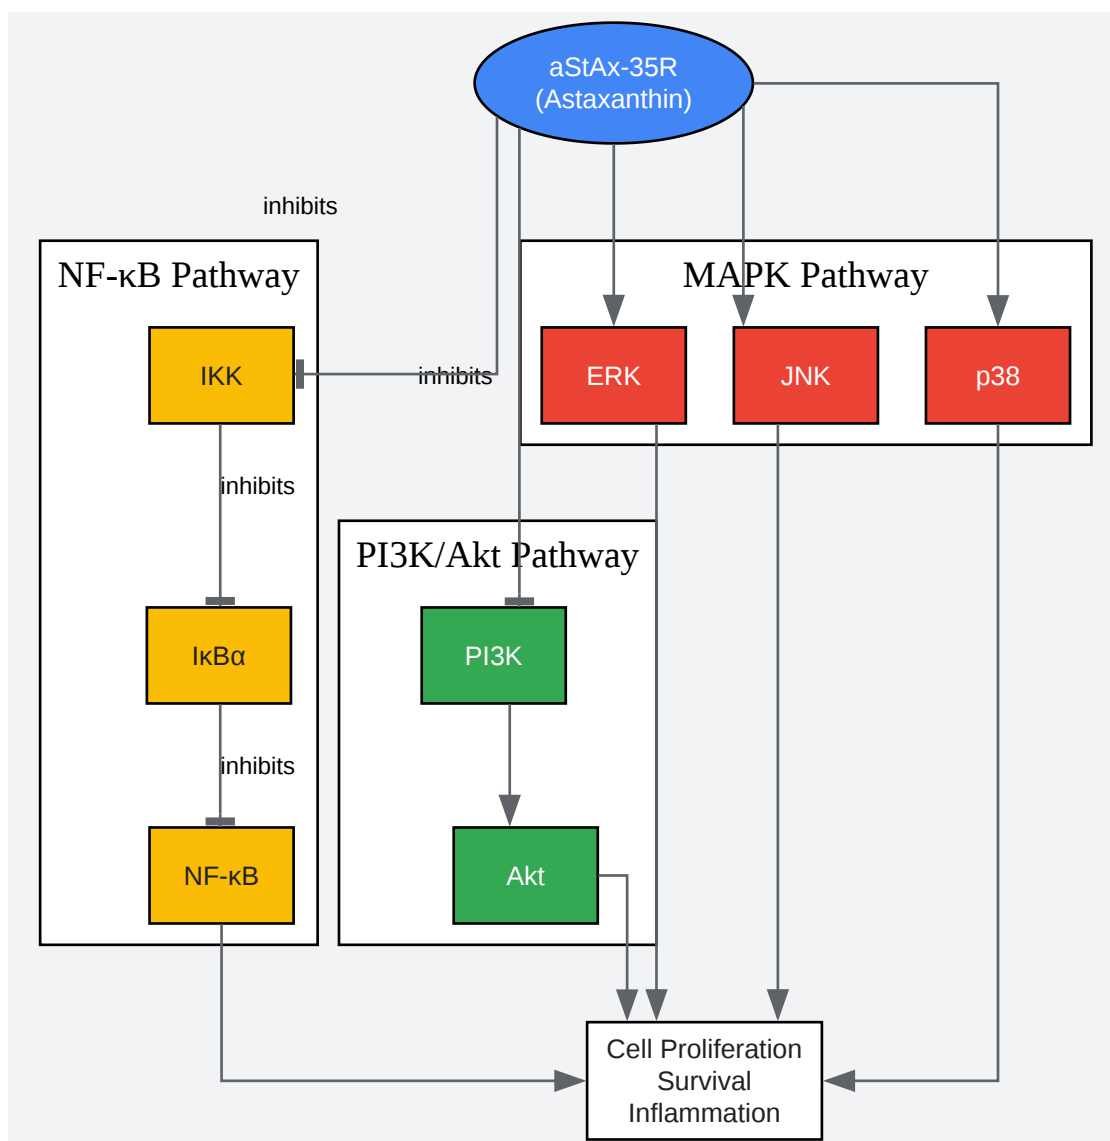 aStAx-35R
(Astaxanthin)
inhibits
NF-κB Pathway
MAPK Pathway
IKK
inhibits
ERK
JNK
p38
inhibits
PI3K/Akt Pathway
IκBα
PI3K
inhibits
NF-κB
Akt
Cell Proliferation
Survival
Inflammation